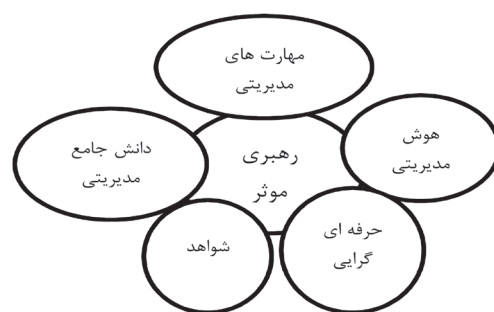 مهارت های
مدیریتی
هوش
مدیریتی
دانش جامع
مدیریتی
رهبری
موثر
حرفه ای
گرایی
شواهد